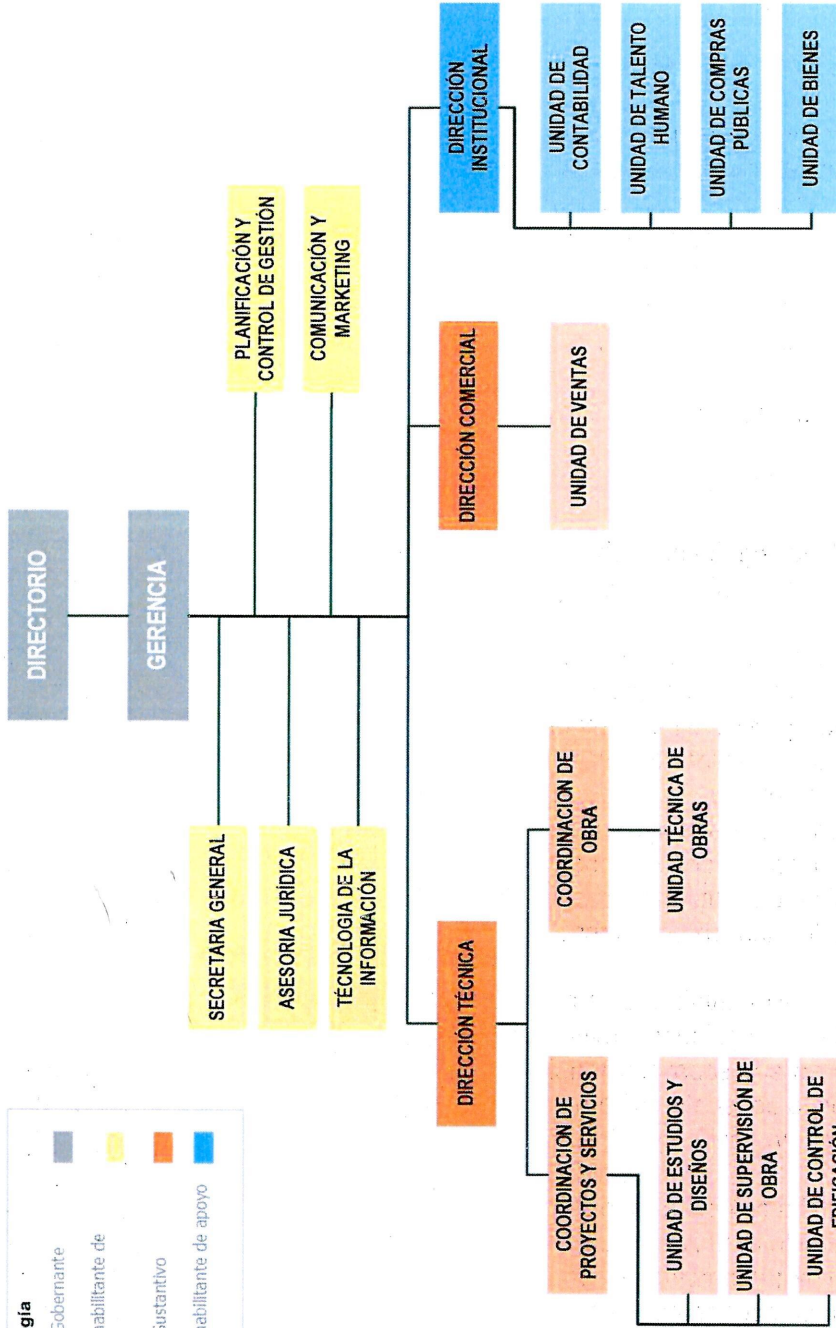 DIRECTORIO
GERENCIA
SECRETARIA GENERAL
ASESORIA JURÍDICA
TÉCNOLOGIA DE LA
INFORMACIÓN
PLANIFICACIÓN Y
CONTROL DE GESTIÓN
COMUNICACIÓN Y
MARKETING
DIRECCIÓN TÉCNICA
COORDINACION DE
PROYECTOS Y SERVICIOS
UNIDAD DE ESTUDIOS Y
DISEÑOS
UNIDAD DE SUPERVISIÓN DE
OBRA
UNIDAD DE CONTROL DE
COORDINACION DE
OBRA
UNIDAD TÉCNICA DE
OBRAS
DIRECCIÓN COMERCIAL
UNIDAD DE VENTAS
DIRECCIÓN
INSTITUCIONAL
UNIDAD DE
CONTABILIDAD
UNIDAD DE TALENTO
HUMANO
UNIDAD DE COMPRAS
PÚBLICAS
UNIDAD DE BIENES
gía
Gobernante
habilitante de
Sustantivo
habilitante de apoyo